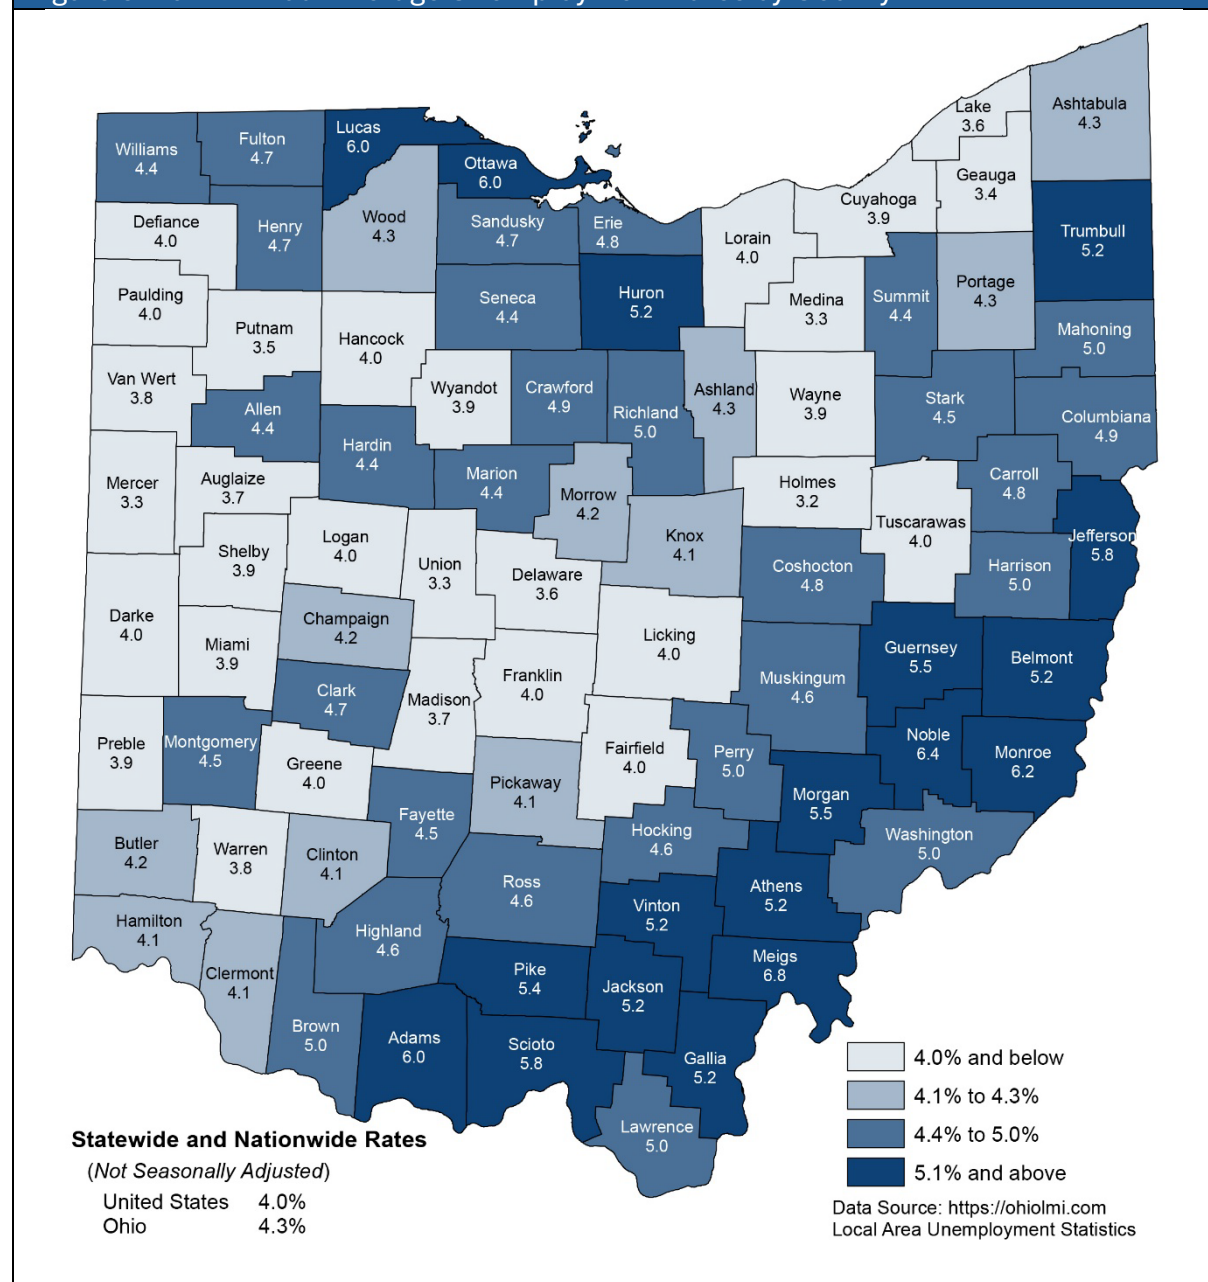 Lake
3.6
Ashtabula
4.3
Williams
4.4
Fulton
4.7
Lucas
6.0
Ottawa
6.0
Geauga
3.4
Cuyahoga
3.9
Defiance
4.0
Henry
4.7
Wood
4.3
Sandusky
4.7
Erie
4.8
Lorain
4.0
Trumbull
5.2
Paulding
4.0
Putnam
3.5
Hancock
4.0
Seneca
4.4
Huron
5.2
Medina
3.3
Summit
4.4
Portage
4.3
Mahoning
5.0
Van Wert
3.8
Allen
4.4
Wyandot
3.9
Crawford
4.9
Richland
5.0
Ashland
4.3
Wayne
3.9
Stark
4.5
Columbiana
4.9
Mercer
3.3
Auglaize
3.7
Hardin
4.4
Marion
4.4
Morrow
4.2
Holmes
3.2
Carroll
4.8
Tuscarawas
4.0
Jefferson
5.8
Shelby
3.9
Logan
4.0
Union
3.3
Delaware
3.6
Knox
4.1
Coshocton
4.8
Harrison
5.0
Darke
4.0
Miami
3.9
Champaign
4.2
Licking
4.0
Guernsey
5.5
Belmont
5.2
Clark
4.7
Madison
3.7
Franklin
4.0
Muskingum
4.6
Preble
3.9
Montgomery
4.5
Greene
4.0
Pickaway
4.1
Fairfield
4.0
Perry
5.0
Noble
6.4
Monroe
6.2
Morgan
5.5
Butler
4.2
Warren
3.8
Clinton
4.1
Fayette
4.5
Hocking
4.6
Washington
5.0
Ross
4.6
Vinton
5.2
Athens
5.2
Hamilton
4.1
Highland
4.6
Clermont
4.1
Pike
5.4
Jackson
5.2
Meigs
6.8
Brown
5.0
Adams
6.0
Scioto
5.8
Gallia
5.2
Lawrence
5.0
4.0% and below
4.1% to 4.3%
4.4% to 5.0%
5.1% and above
Statewide and Nationwide Rates
(Not Seasonally Adjusted)
United States 4.0%
Ohio 4.3%
Data Source: https://ohiolmi.com
Local Area Unemployment Statistics